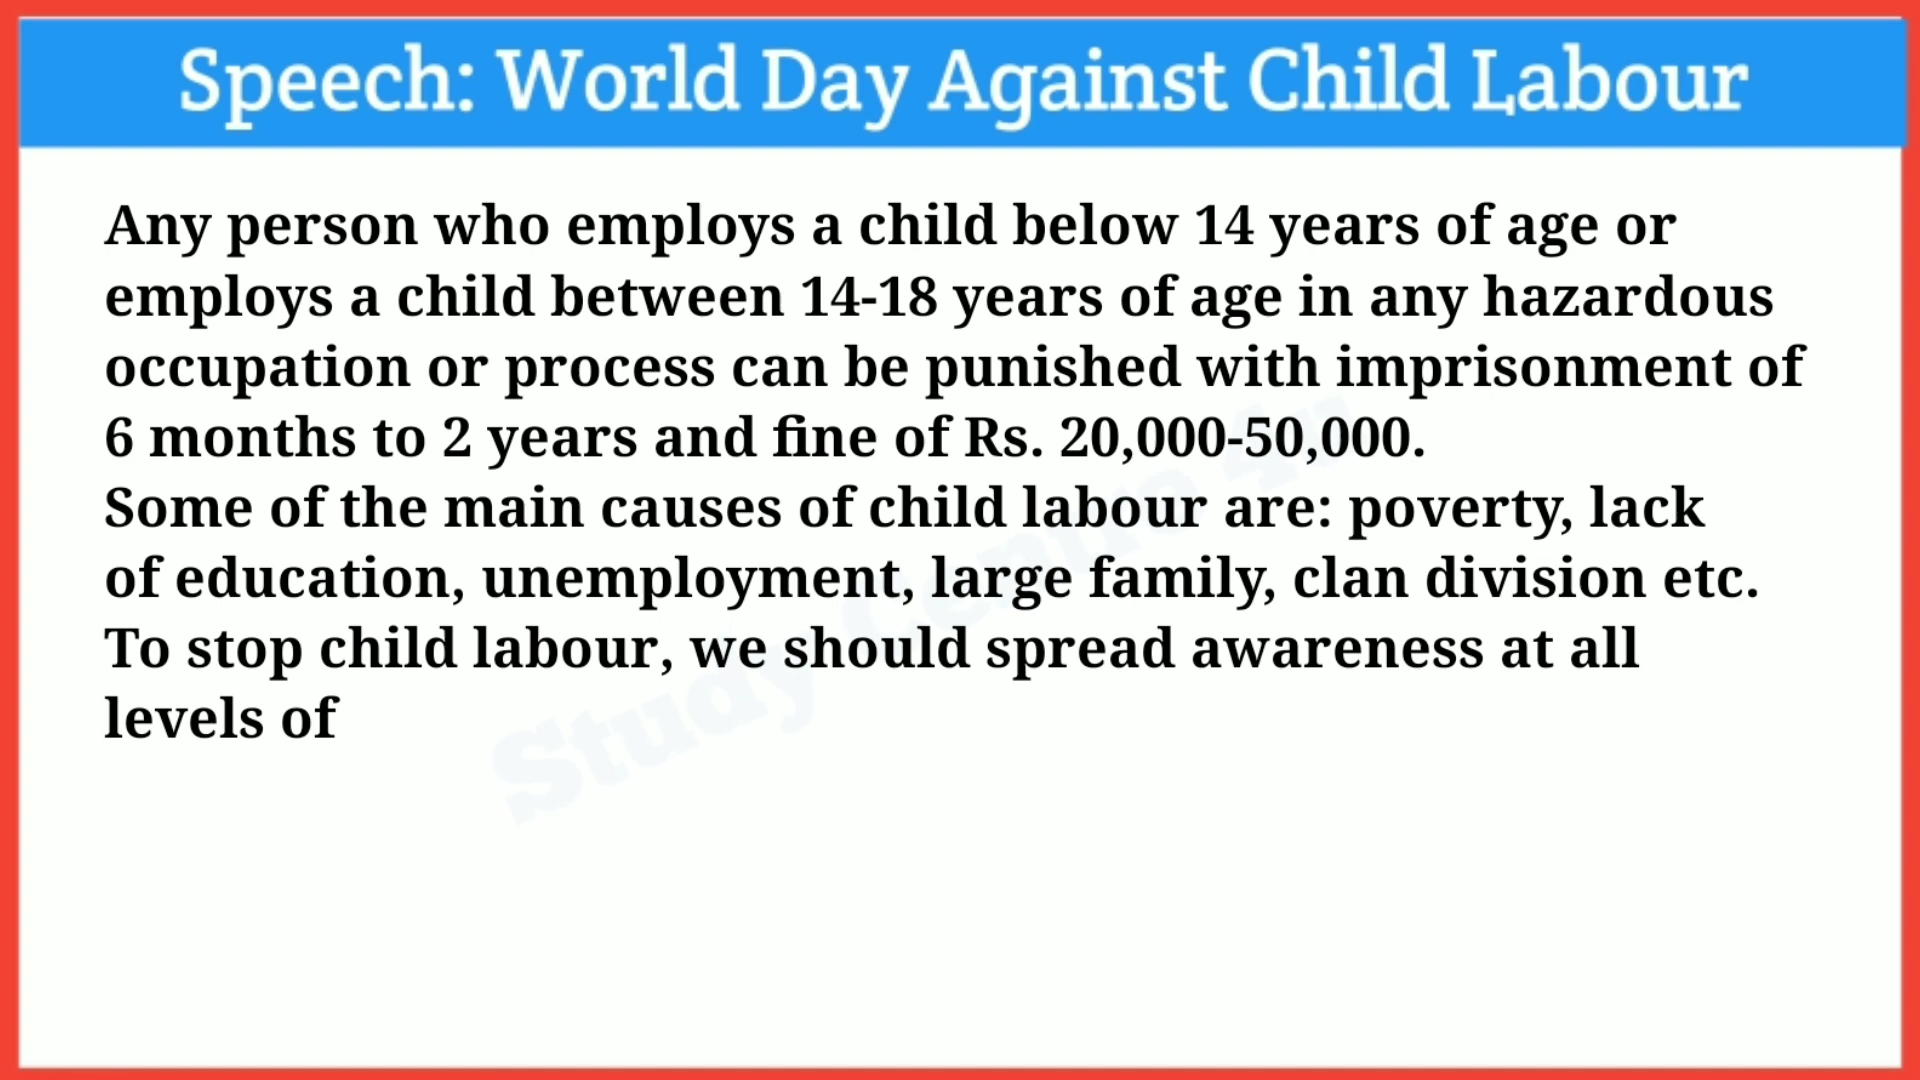 Speech: World Day Against Child Labour
Any person who employs a child below 14 years of age or
employs a child between 14-18 years of age in any hazardous
occupation or process can be punished with imprisonment of
6 months to 2 years and fine of Rs. 20,000-50,000.
Some of the main causes of child labour are: poverty, lack
of education, unemployment, large family, clan division etc.
To stop child labour, we should spread awareness at all
levels of
Study Centre 4u